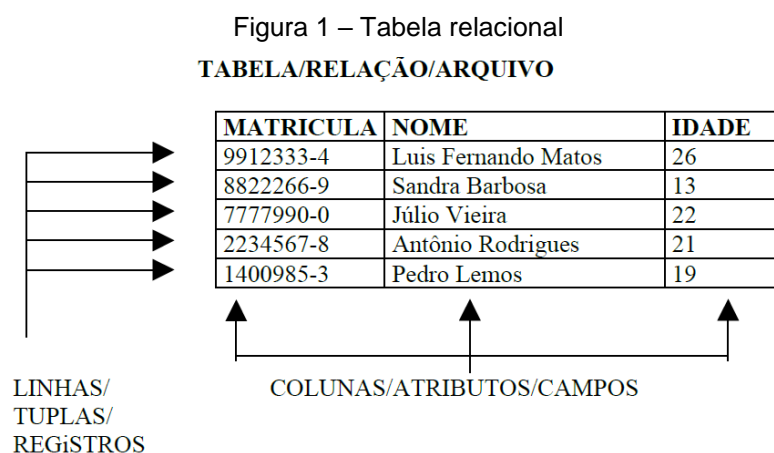 Figura 1 – Tabela relacional
TABELA/RELAÇÃO/ARQUIVO
MATRICULA NOME IDADE
9912333-4 Luis Fernando Matos 26
8822266-9 Sandra Barbosa 13
7777990-0 Júlio Vieira 22
2234567-8 Antônio Rodrigues 21
1400985-3 Pedro Lemos 19
LINHAS/
TUPLAS/
REGiSTROS
COLUNAS/ATRIBUTOS/CAMPOS